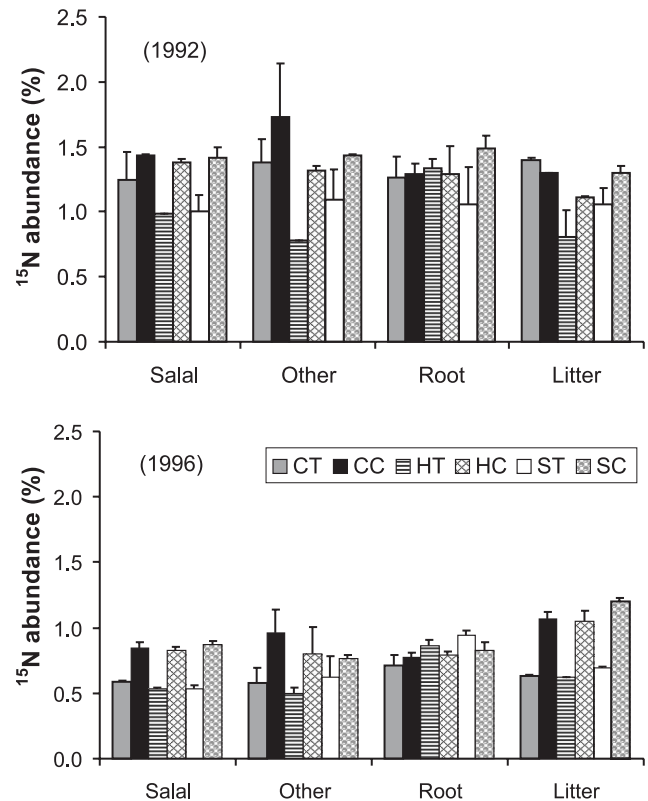 2.5
(1992)
2.0
1.5
1.0
0.5
0.0
¹⁵N abundance (%)
Salal Other Root Litter
2.5
(1996)
CT CC HT HC ST SC
2.0
1.5
1.0
0.5
0.0
¹⁵N abundance (%)
Salal Other Root Litter